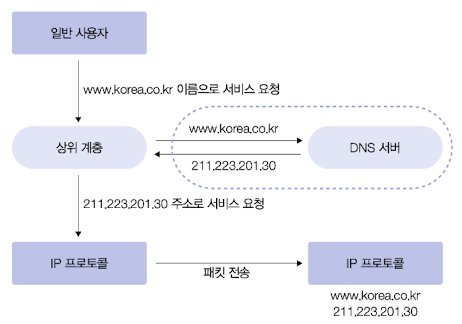 일반 사용자
www.korea.co.kr 이름으로 서비스 요청
상위 계층
www.korea.co.kr
211.223.201.30
DNS 서버
211.223.201.30 주소로 서비스 요청
IP 프로토콜
패킷 전송
IP 프로토콜
www.korea.co.kr
211.223.201.30